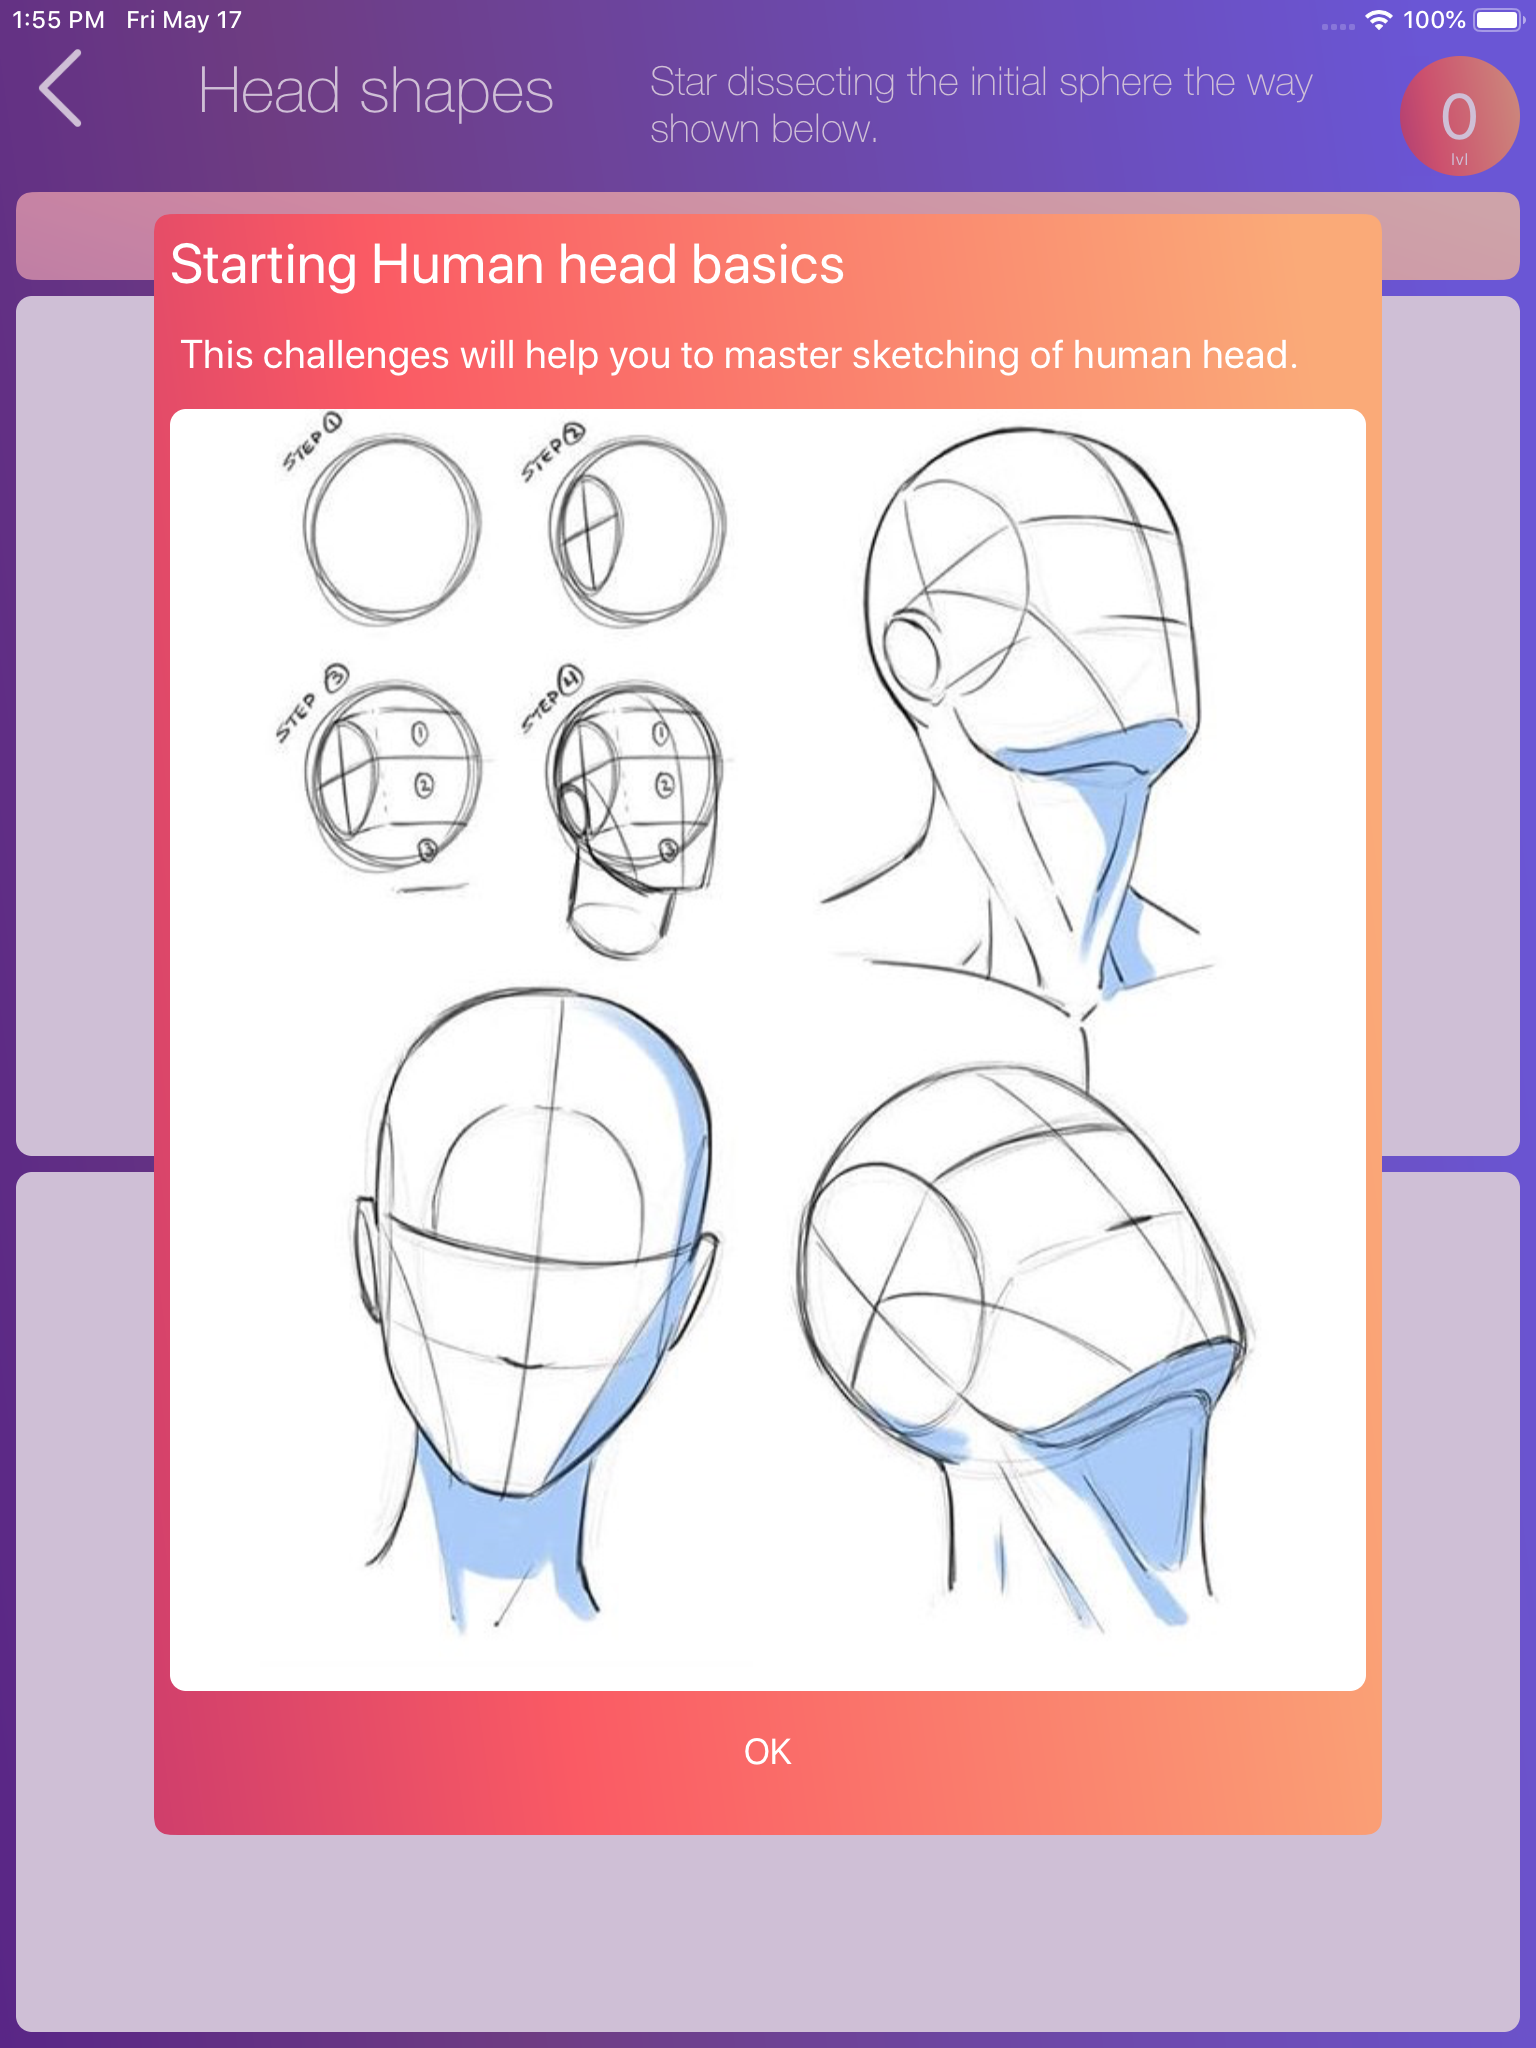 1:55 PM Fri May 17
100%
Head shapes
Star dissecting the initial sphere the way
shown below.
0
lvl
Starting Human head basics
This challenges will help you to master sketching of human head.
STEP 1
STEP 2
STEP 3
1
2
3
STEP 4
1
2
3
OK